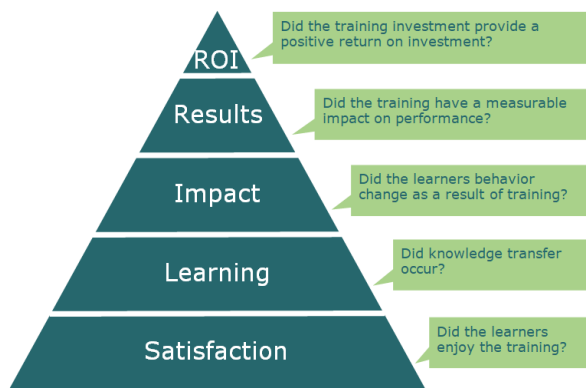 Did the training investment provide a
positive return on investment?
ROI
Results
Did the training have a measurable
impact on performance?
Impact
Did the learners behavior
change as a result of training?
Learning
Did knowledge transfer
occur?
Satisfaction
Did the learners
enjoy the training?